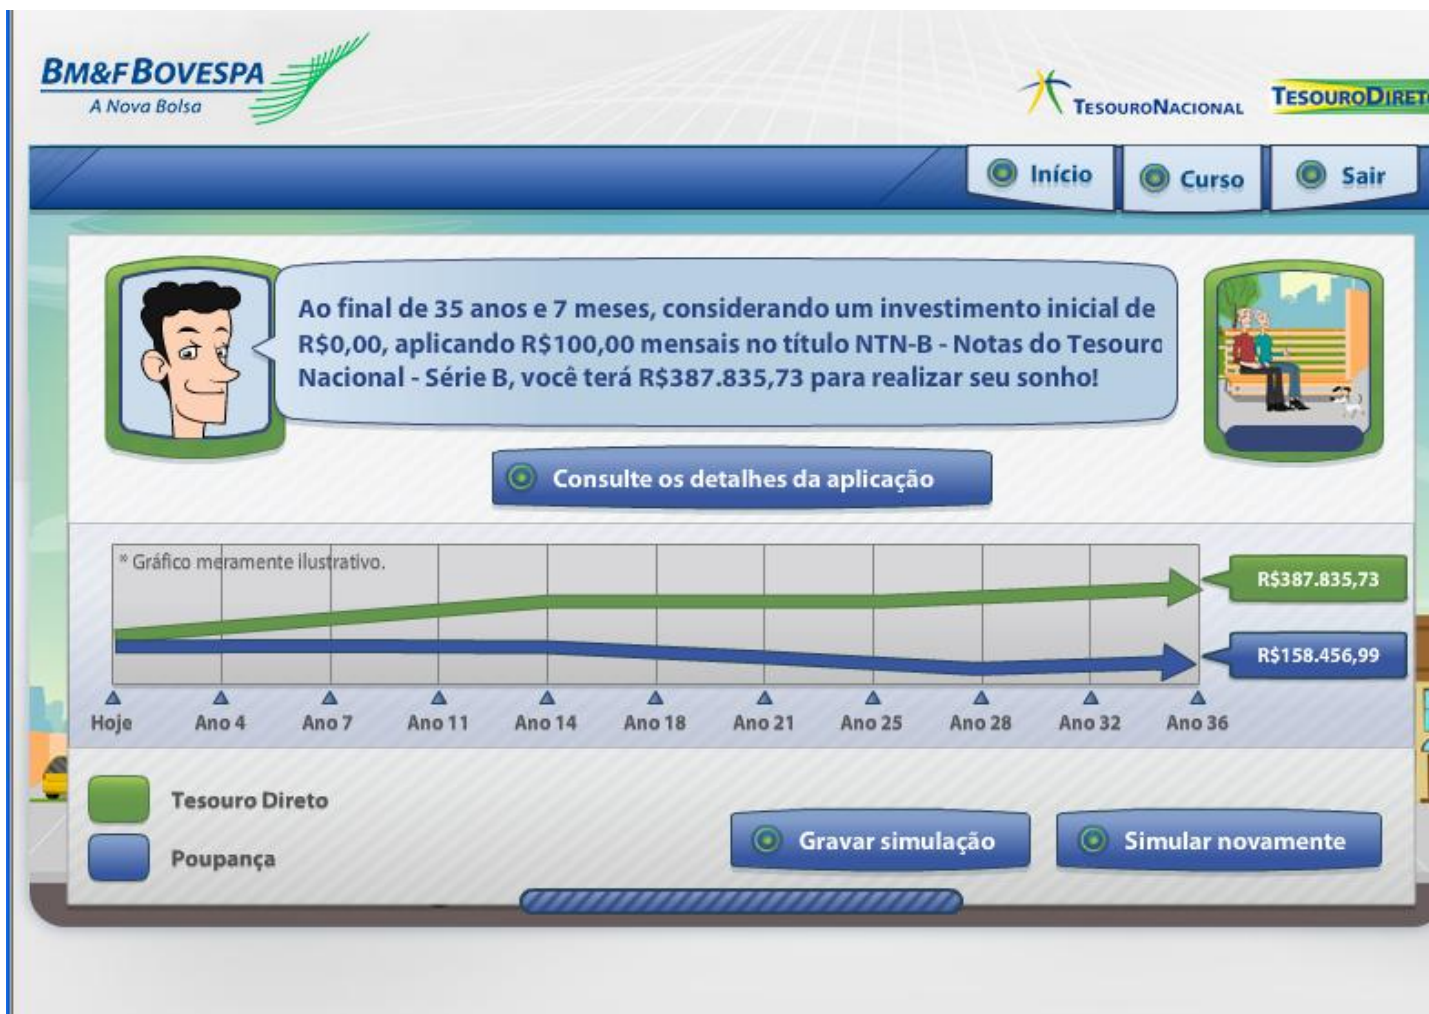 BM&FBOVESPA
A Nova Bolsa
TESOURONACIONAL
TESOURODIRETO
Início
Curso
Sair
Ao final de 35 anos e 7 meses, considerando um investimento inicial de
R$0,00, aplicando R$100,00 mensais no título NTN-B - Notas do Tesouro
Nacional - Série B, você terá R$387.835,73 para realizar seu sonho!
Consulte os detalhes da aplicação
* Gráfico meramente ilustrativo.
R$387.835,73
R$158.456,99
Hoje Ano 4 Ano 7 Ano 11 Ano 14 Ano 18 Ano 21 Ano 25 Ano 28 Ano 32 Ano 36
Tesouro Direto
Poupança
Gravar simulação
Simular novamente